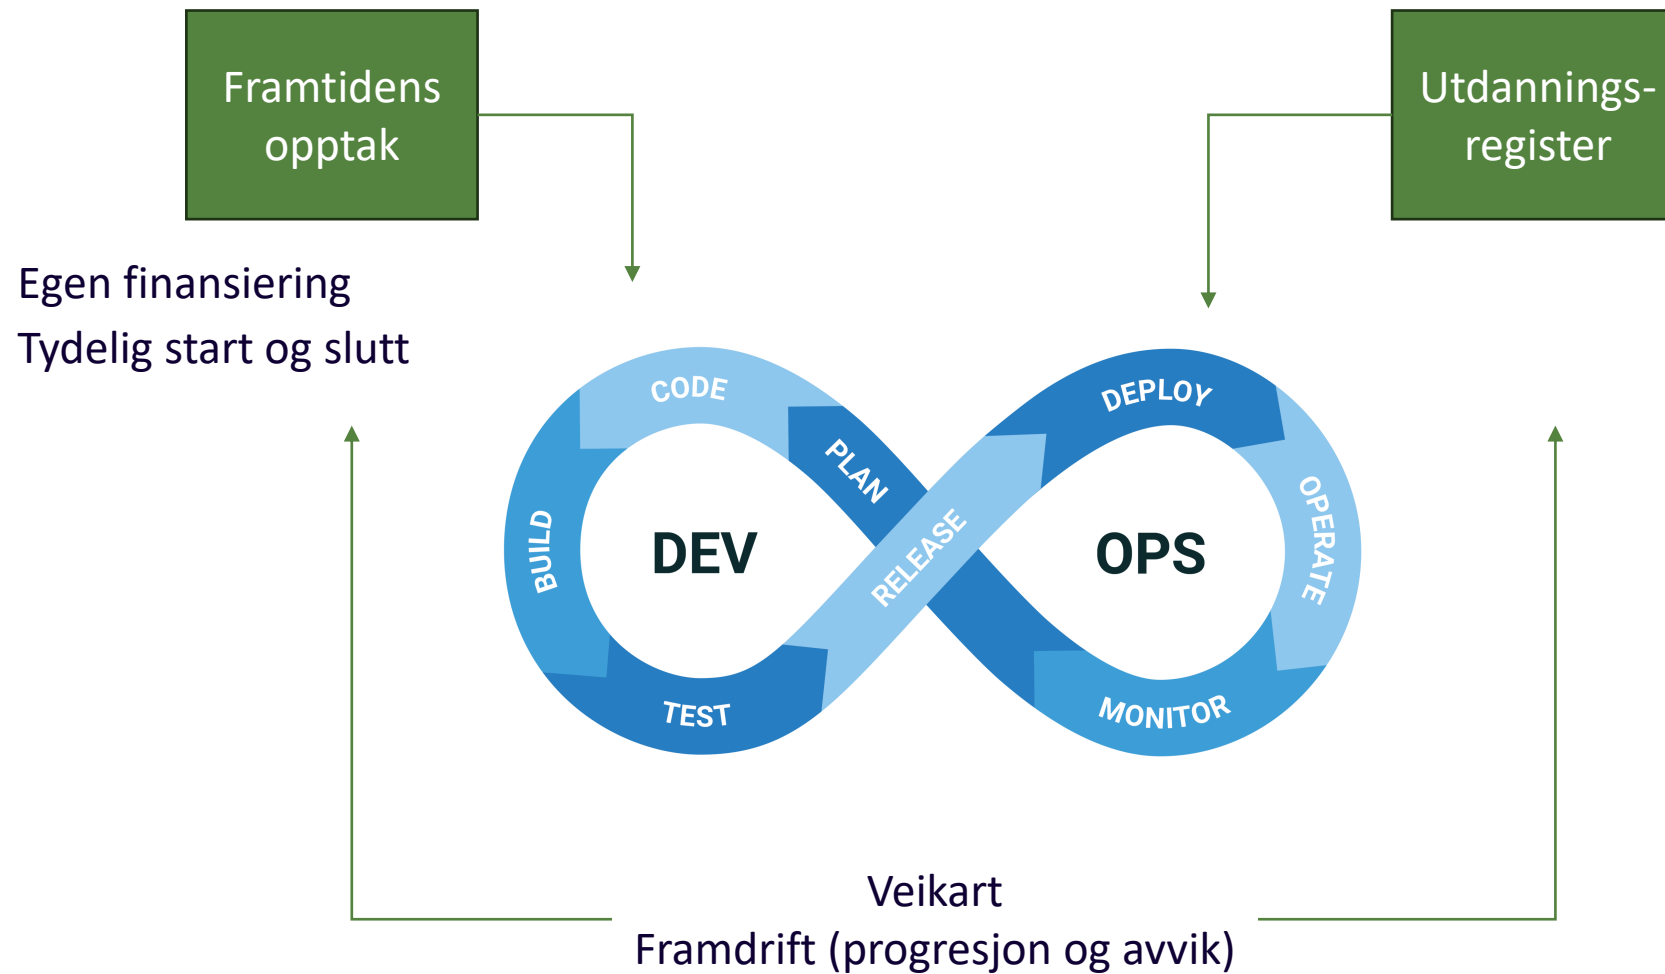 Framtidens
opptak
Utdannings-
register
Egen finansiering
Tydelig start og slutt
CODE
PLAN
BUILD
DEV
TEST
RELEASE
DEPLOY
OPERATE
OPS
MONITOR
Veikart
Framdrift (progresjon og avvik)